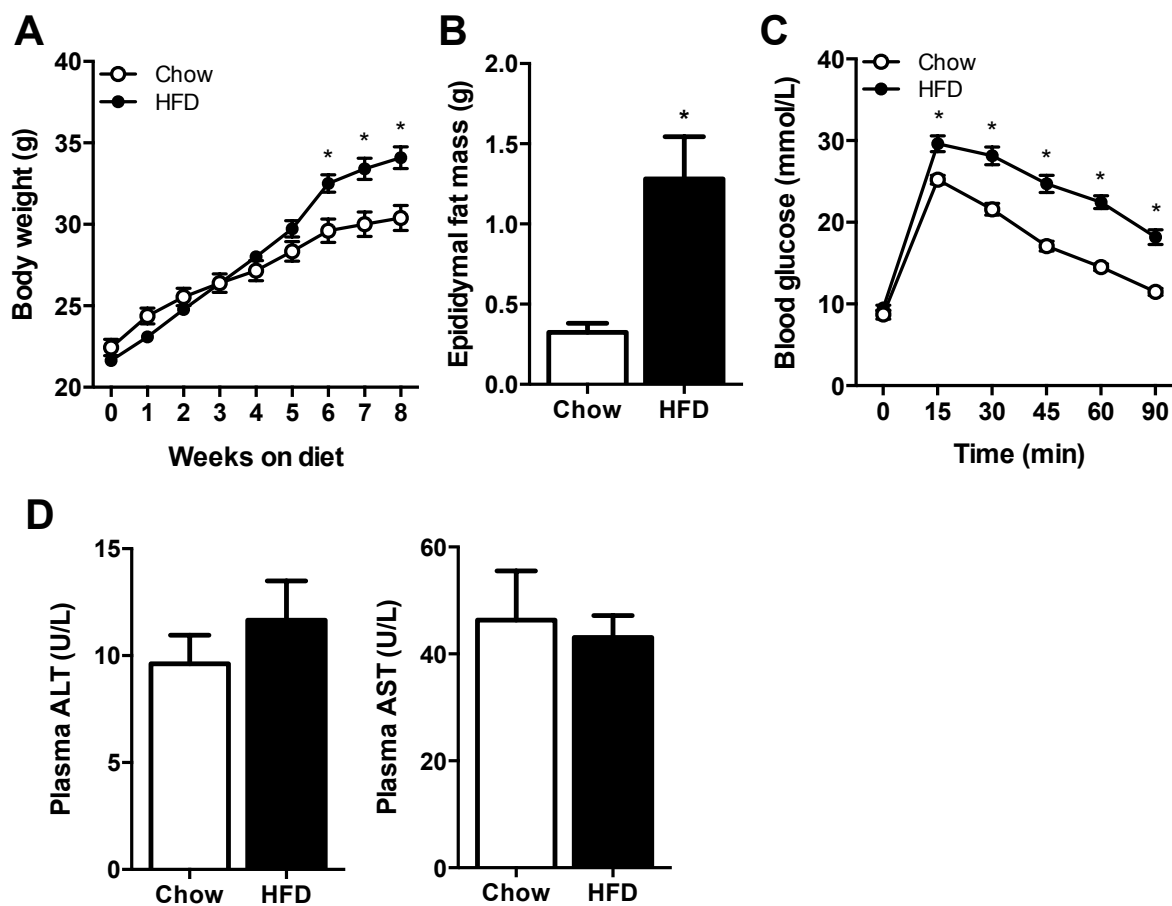 A
Chow
HFD
Body weight (g)
40
35
30
25
20
* * *
0 1 2 3 4 5 6 7 8
Weeks on diet
B
Epididymal fat mass (g)
2.0
1.5
1.0
0.5
0.0
*
Chow HFD
C
Chow
HFD
Blood glucose (mmol/L)
40
30
20
10
0
* * * * *
0 15 30 45 60 90
Time (min)
D
Plasma ALT (U/L)
15
10
5
0
Chow HFD
Plasma AST (U/L)
60
40
20
0
Chow HFD